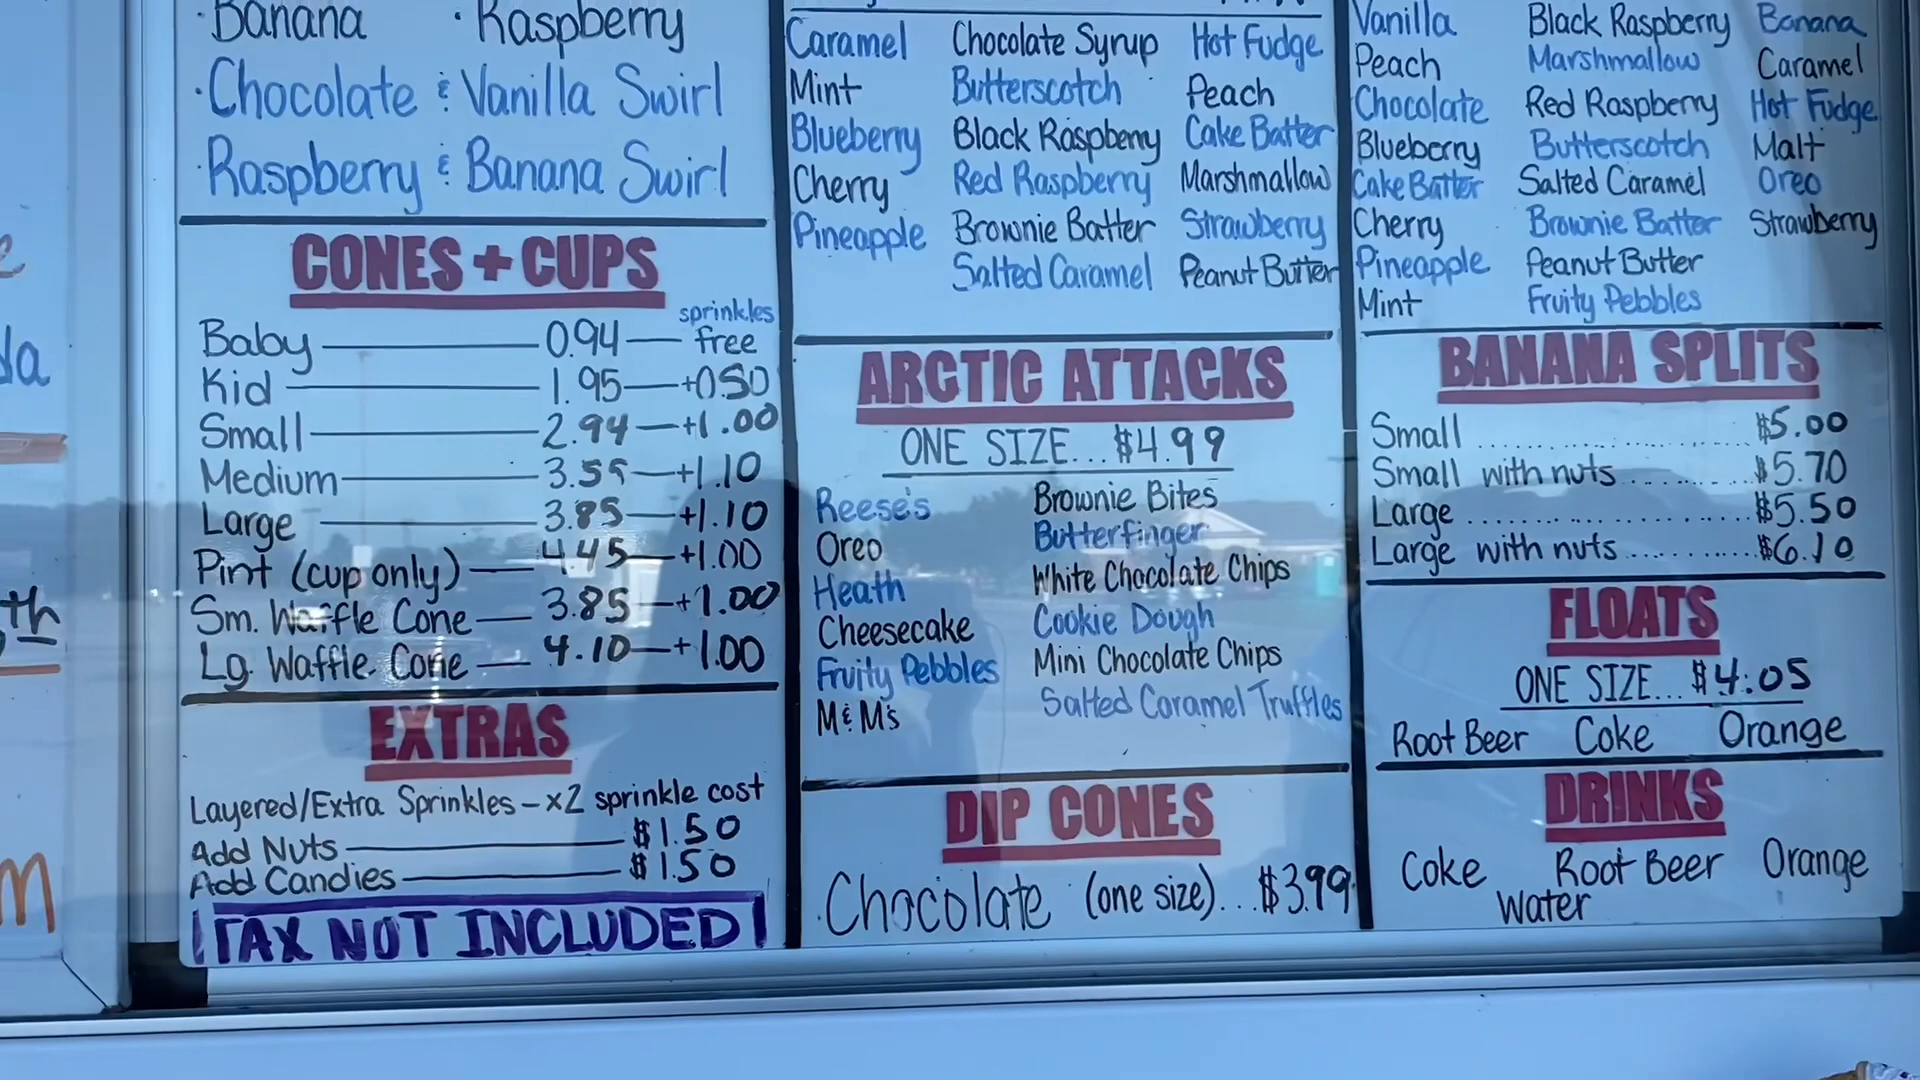 · Banana · Raspberry
· Chocolate & Vanilla Swirl
· Raspberry & Banana Swirl
CONES + CUPS
sprinkles
Baby 0.94 free
Kid 1.95 +0.50
Small 2.94 +1.00
Medium 3.55 +1.10
Large 3.85 +1.10
Pint (cup only) 4.45 +1.00
Sm. Waffle Cone 3.85 +1.00
Lg. Waffle Cone 4.10 +1.00
EXTRAS
Layered/Extra Sprinkles - x2 sprinkle cost
Add Nuts $1.50
Add Candies $1.50
TAX NOT INCLUDED
Caramel Chocolate Syrup Hot Fudge
Mint Butterscotch Peach
Blueberry Black Raspberry Cake Batter
Cherry Red Raspberry Marshmallow
Pineapple Brownie Batter Strawberry
Salted Caramel Peanut Butter
ARCTIC ATTACKS
ONE SIZE... $4.99
Reese's Brownie Bites
Oreo Butterfinger
Heath White Chocolate Chips
Cheesecake Cookie Dough
Fruity Pebbles Mini Chocolate Chips
M&M's Salted Caramel Truffles
DIP CONES
Chocolate (one size)... $3.99
Vanilla Black Raspberry Banana
Peach Marshmallow Caramel
Chocolate Red Raspberry Hot Fudge
Blueberry Butterscotch Malt
Cake Batter Salted Caramel Oreo
Cherry Brownie Batter Strawberry
Pineapple Peanut Butter
Mint Fruity Pebbles
BANANA SPLITS
Small $5.00
Small with nuts $5.70
Large $5.50
Large with nuts $6.10
FLOATS
ONE SIZE... $4.05
Root Beer Coke Orange
DRINKS
Coke Root Beer Orange
Water